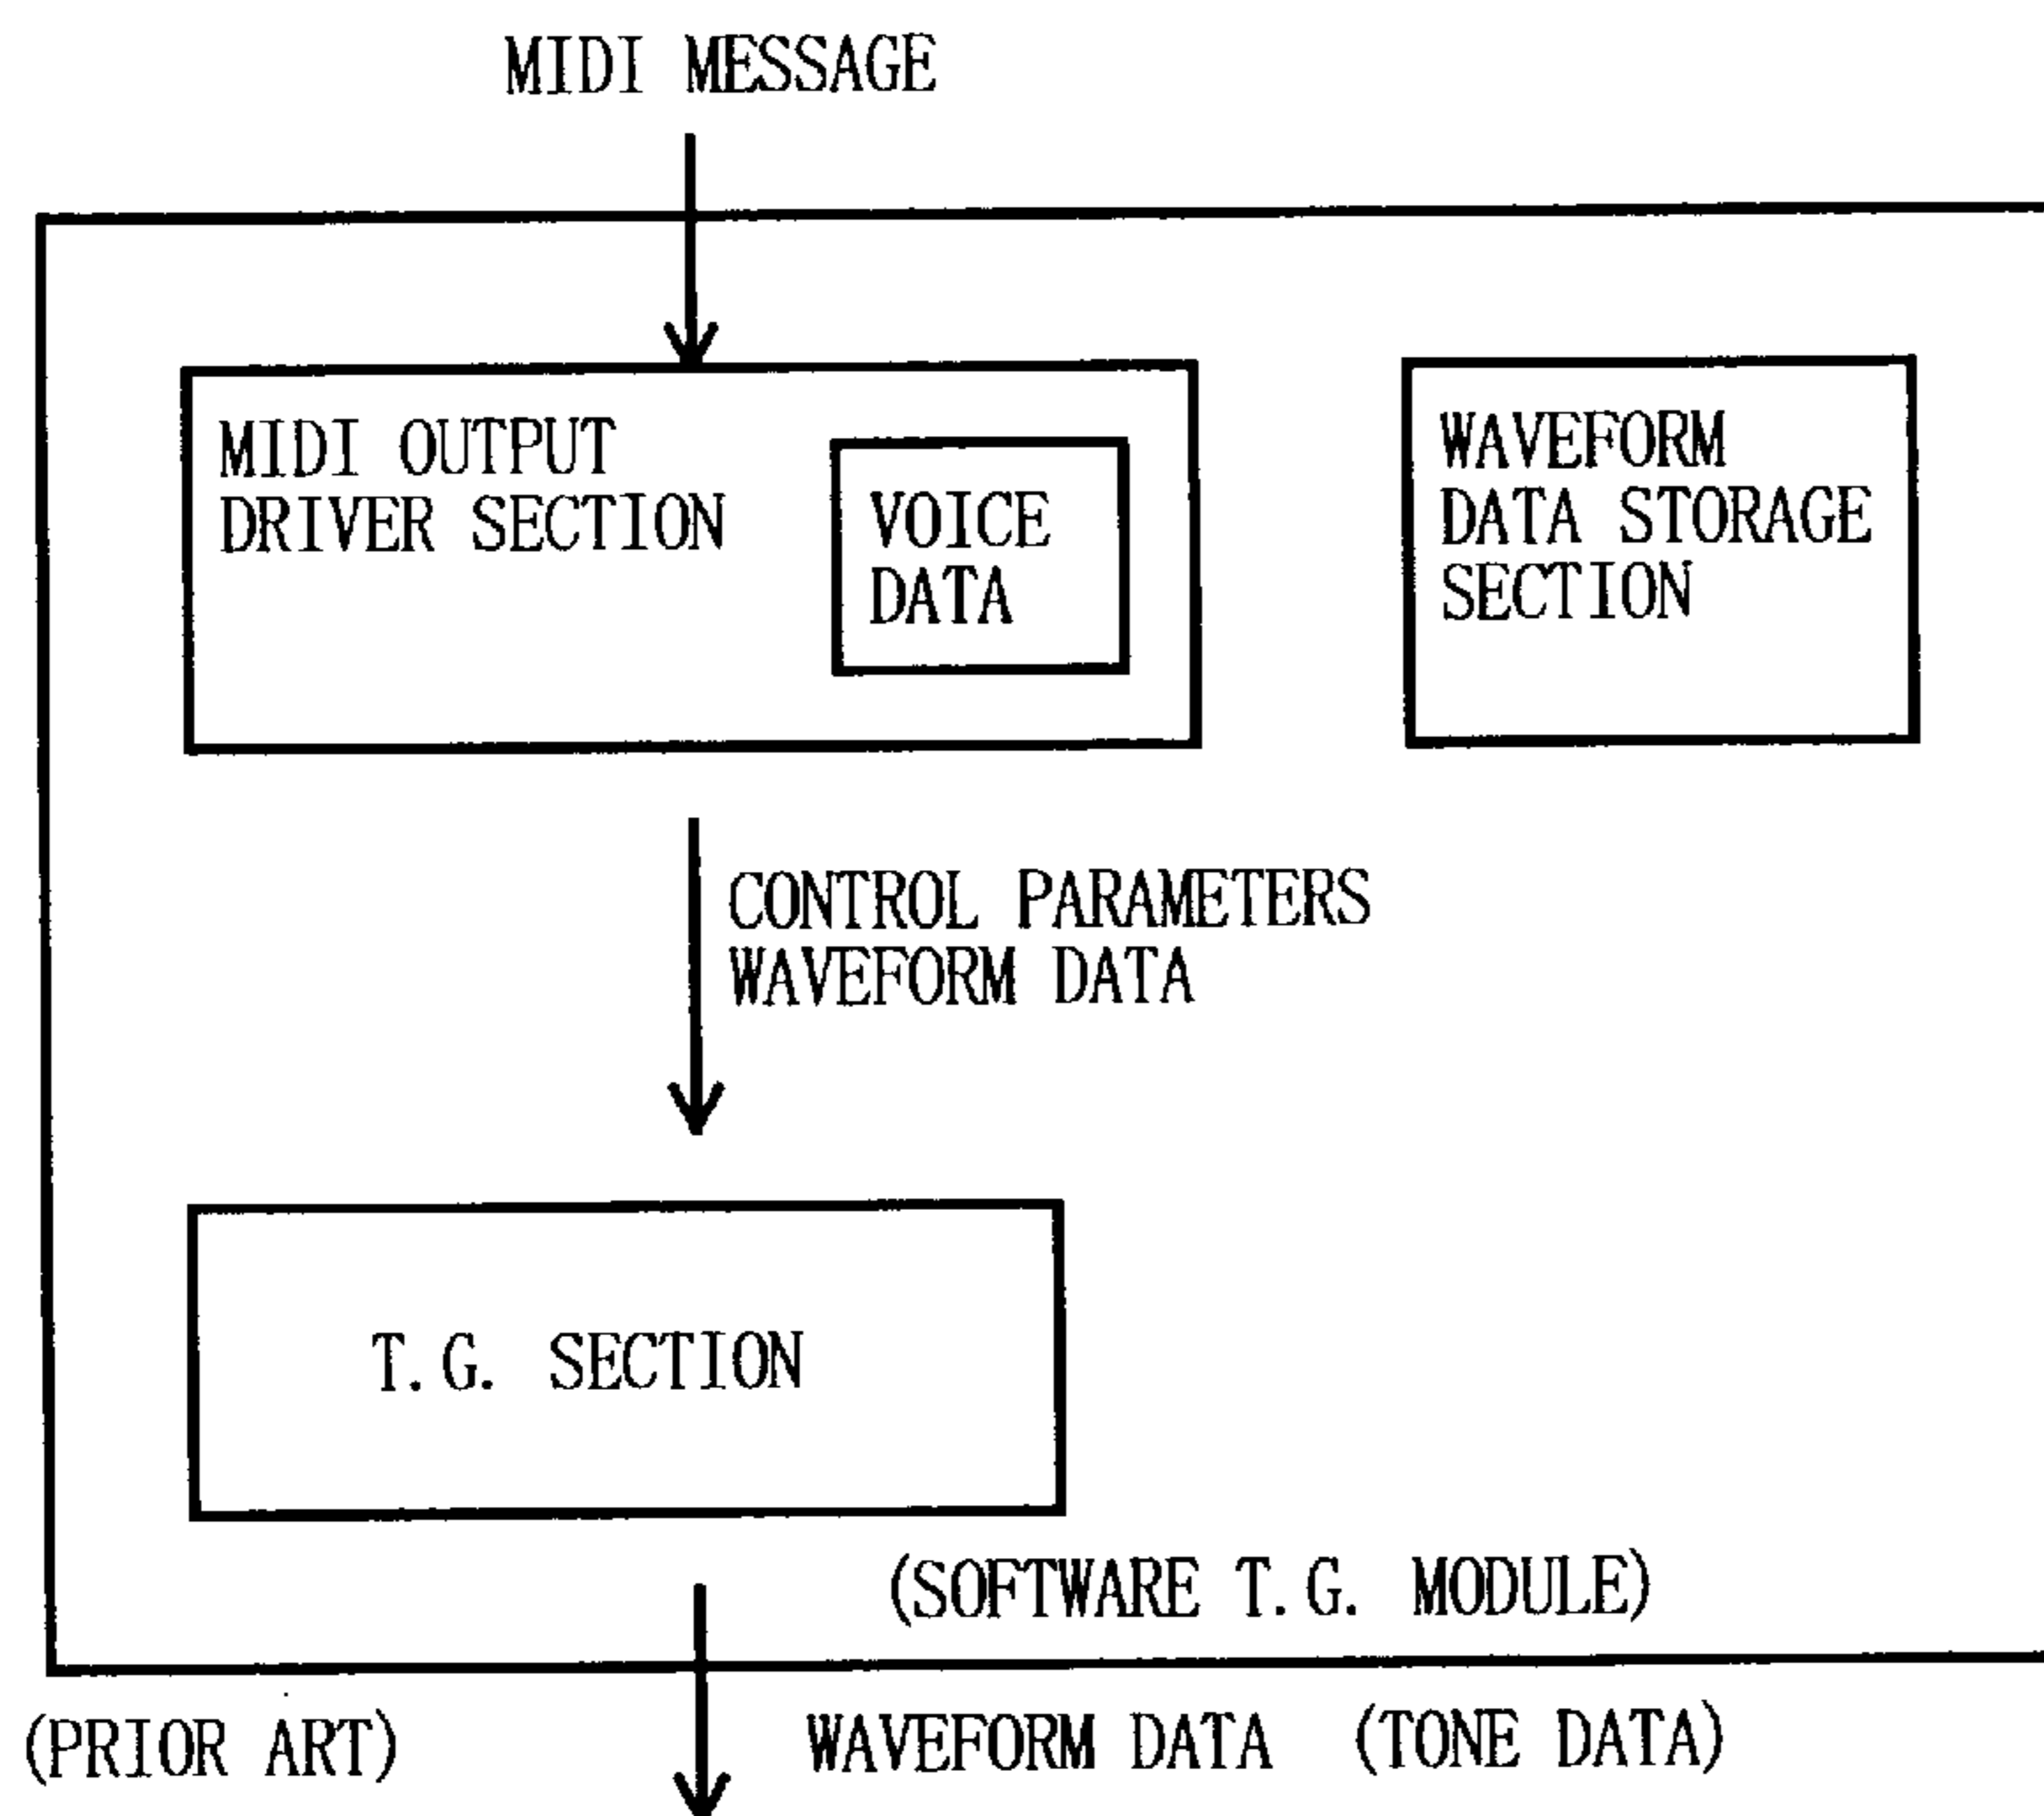 MIDI MESSAGE
MIDI OUTPUT
DRIVER SECTION
VOICE
DATA
WAVEFORM
DATA STORAGE
SECTION
CONTROL PARAMETERS
WAVEFORM DATA
T.G. SECTION
(SOFTWARE T.G. MODULE)
(PRIOR ART)
WAVEFORM DATA (TONE DATA)